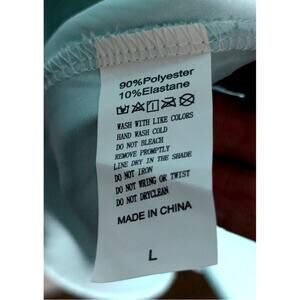 90%Polyester
10%Elastane
WASH WITH LIKE COLORS
HAND WASH COLD
DO NOT BLEACH
REMOVE PROMPTLY
LINE DRY IN THE SHADE
DO NOT IRON
DO NOT WRING OR TWIST
DO NOT DRYCLEAN
MADE IN CHINA
L